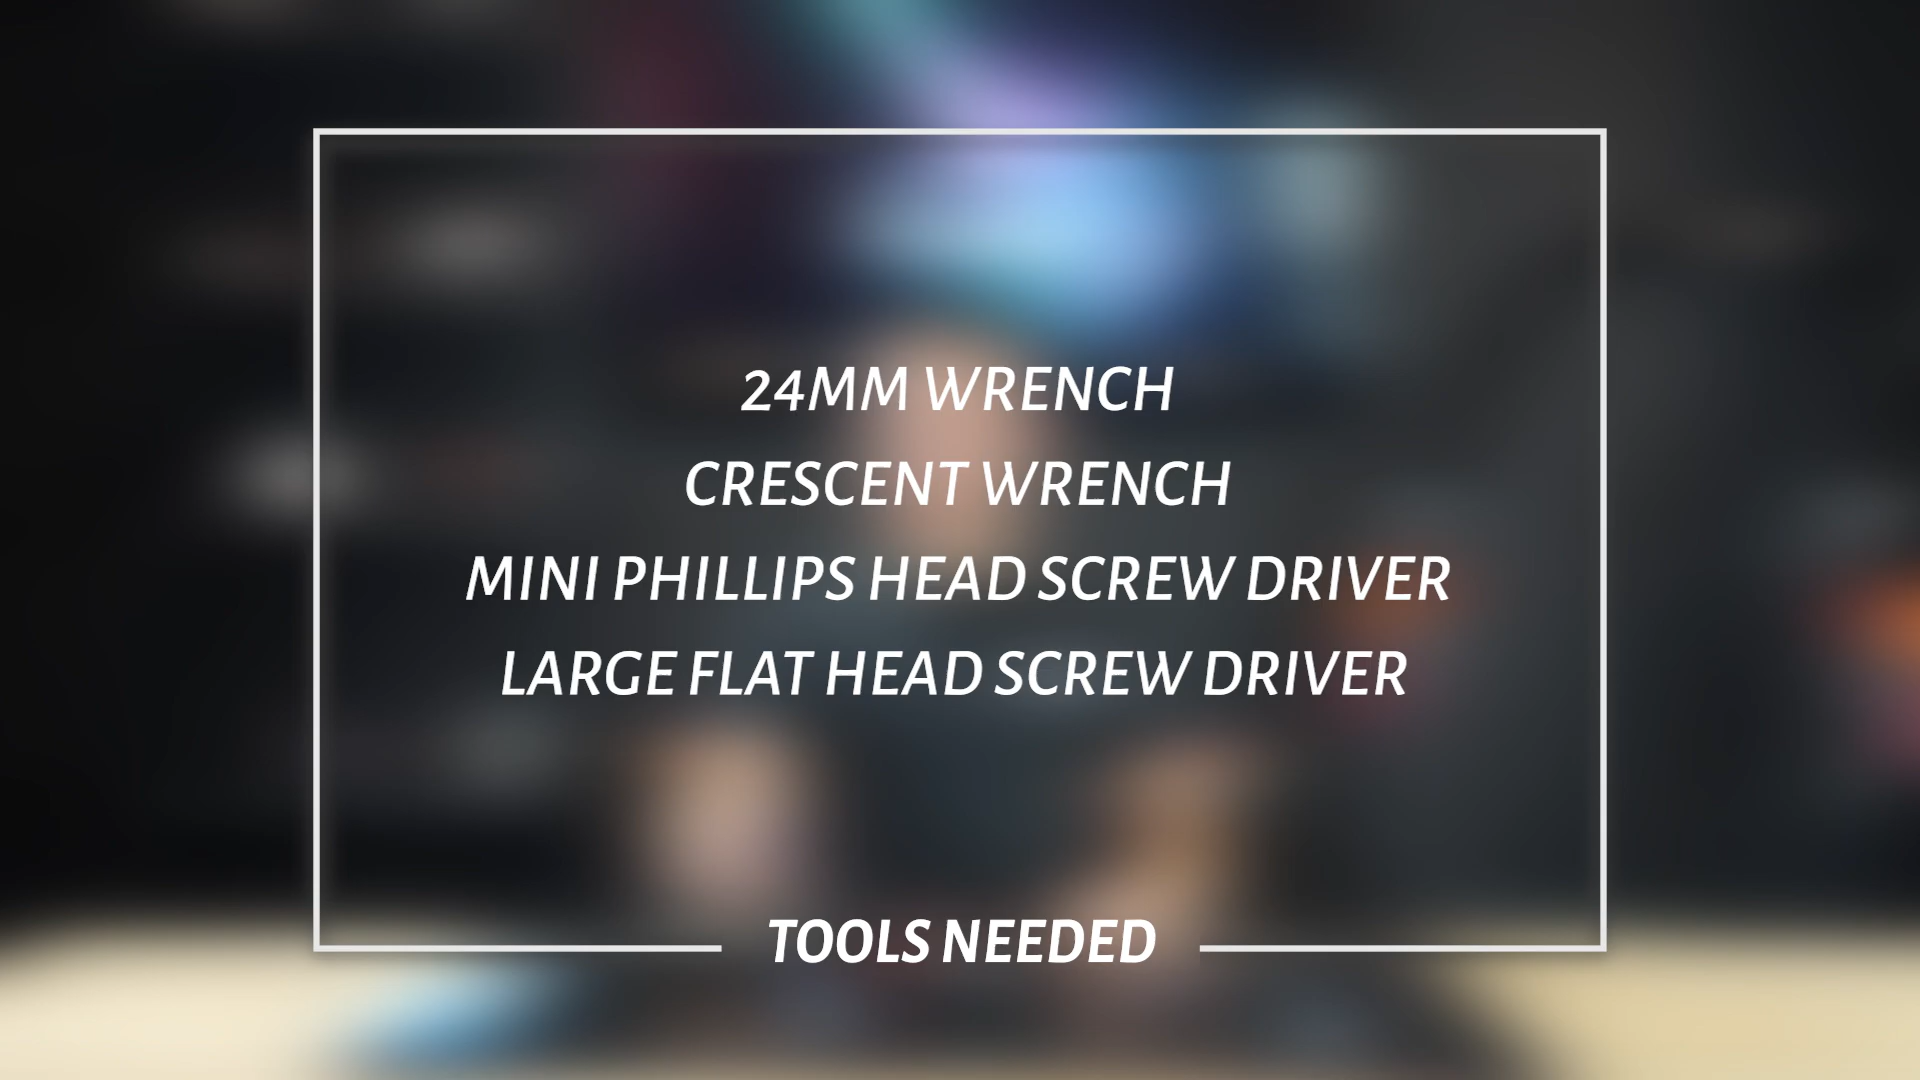 24MM WRENCH
CRESCENT WRENCH
MINI PHILLIPS HEAD SCREW DRIVER
LARGE FLAT HEAD SCREW DRIVER
TOOLS NEEDED